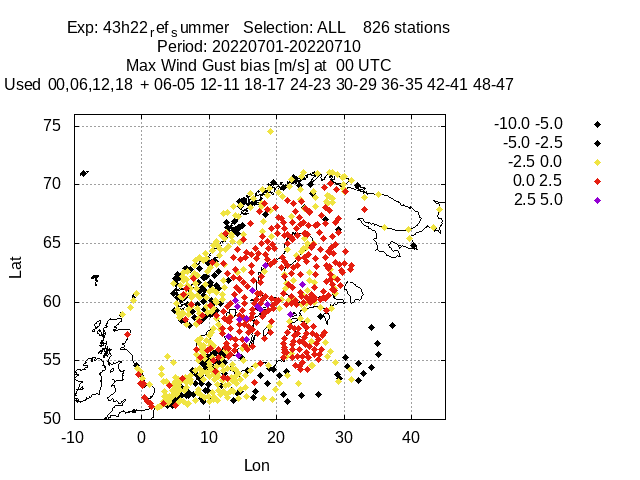 Exp: 43h22ref summer Selection: ALL 826 stations
Period: 20220701-20220710
Max Wind Gust bias [m/s] at 00 UTC
Used 00,06,12,18 + 06-05 12-11 18-17 24-23 30-29 36-35 42-41 48-47
-10.0 -5.0
-5.0 -2.5
-2.5 0.0
0.0 2.5
2.5 5.0
75
70
65
60
55
50
Lat
-10 0 10 20 30 40
Lon